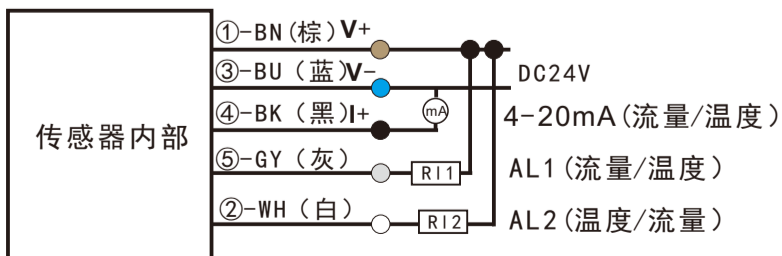 ①-BN(棕)V+
③-BU(蓝)V-
DC24V
④-BK(黑)I+
mA
4-20mA(流量/温度)
传感器内部
⑤-GY(灰)
RI1
AL1(流量/温度)
②-WH(白)
RI2
AL2(温度/流量)